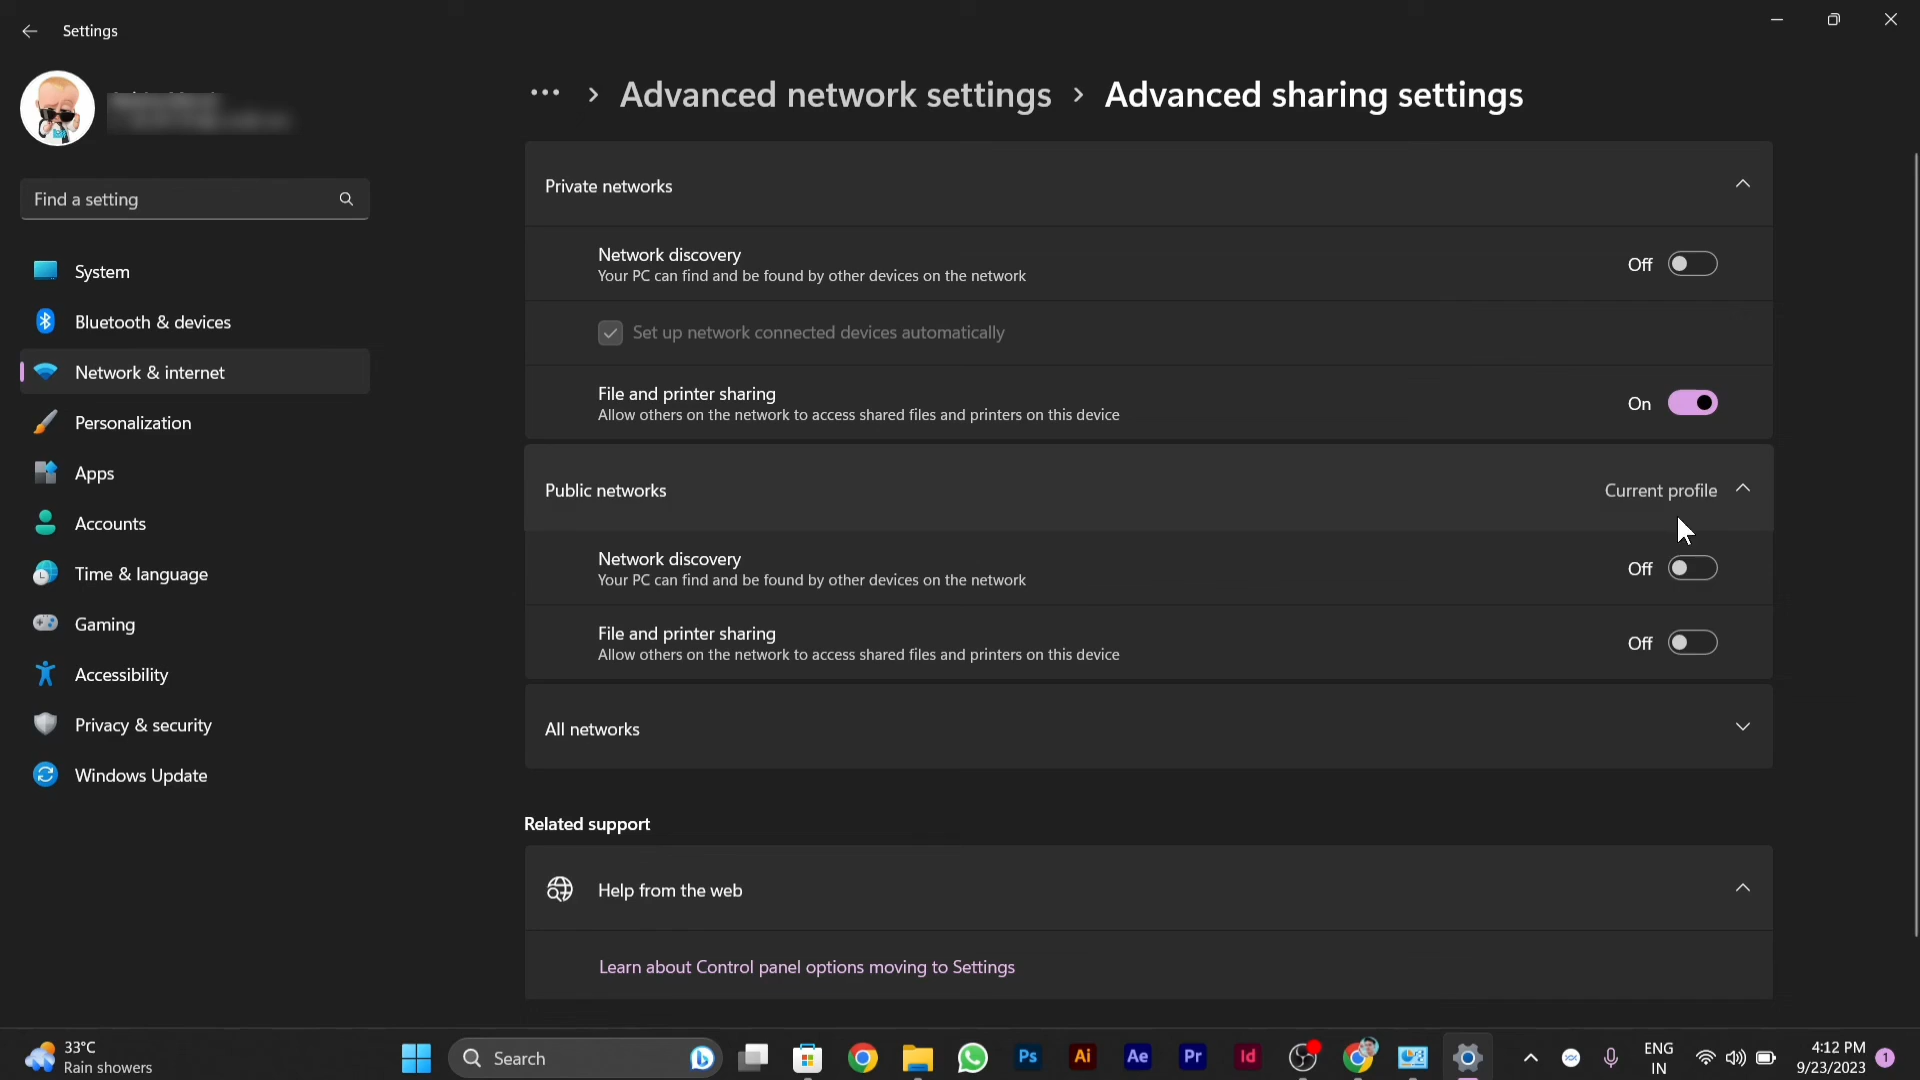 Settings
Find a setting
System
Bluetooth & devices
Network & internet
Personalization
Apps
Accounts
Time & language
Gaming
Accessibility
Privacy & security
Windows Update
... > Advanced network settings > Advanced sharing settings
Private networks
Network discovery
Your PC can find and be found by other devices on the network
Off
Set up network connected devices automatically
File and printer sharing
Allow others on the network to access shared files and printers on this device
On
Public networks
Current profile
Network discovery
Your PC can find and be found by other devices on the network
Off
File and printer sharing
Allow others on the network to access shared files and printers on this device
Off
All networks
Related support
Help from the web
Learn about Control panel options moving to Settings
33°C
Rain showers
Search
Ps
Ai
Ae
Pr
Id
ENG
IN
4:12 PM
9/23/2023
1